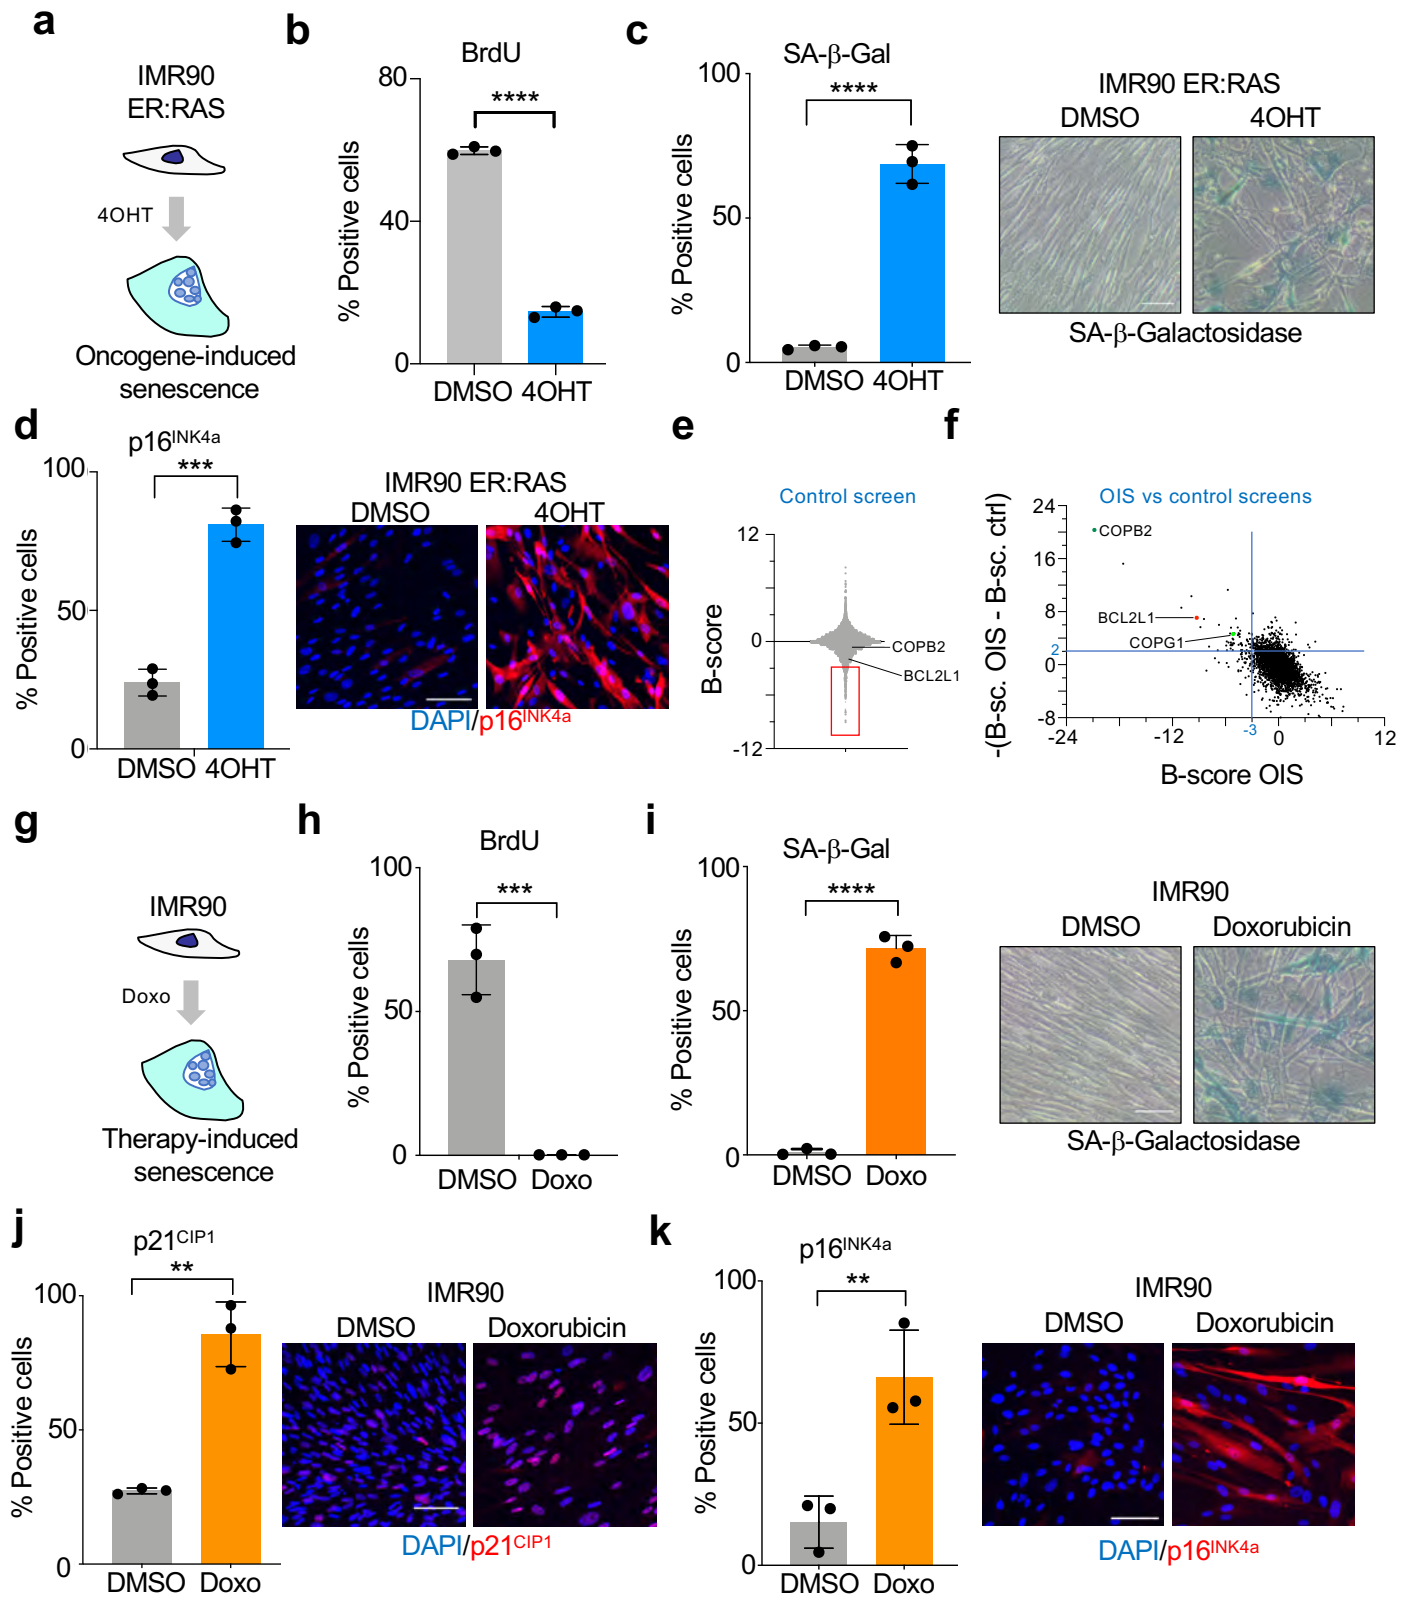 a
IMR90
ER:RAS
4OHT
Oncogene-induced
senescence
b
BrdU
80
40
0
% Positive cells
****
DMSO 4OHT
c
SA-β-Gal
100
50
0
% Positive cells
****
DMSO 4OHT
IMR90 ER:RAS
DMSO 4OHT
SA-β-Galactosidase
d
p16INK4a
100
50
0
% Positive cells
***
DMSO 4OHT
IMR90 ER:RAS
DMSO 4OHT
DAPI/p16INK4a
e
Control screen
12
0
-12
B-score
COPB2
BCL2L1
f
OIS vs control screens
24
16
8
2
0
-8
-(B-sc. OIS - B-sc. ctrl)
COPB2
BCL2L1
COPG1
-24 -12 -3 0 12
B-score OIS
g
IMR90
Doxo
Therapy-induced
senescence
h
BrdU
100
50
0
% Positive cells
***
DMSO Doxo
i
SA-β-Gal
100
50
0
% Positive cells
****
DMSO Doxo
IMR90
DMSO Doxorubicin
SA-β-Galactosidase
j
p21CIP1
100
50
0
% Positive cells
**
DMSO Doxo
IMR90
DMSO Doxorubicin
DAPI/p21CIP1
k
p16INK4a
100
50
0
% Positive cells
**
DMSO Doxo
IMR90
DMSO Doxorubicin
DAPI/p16INK4a